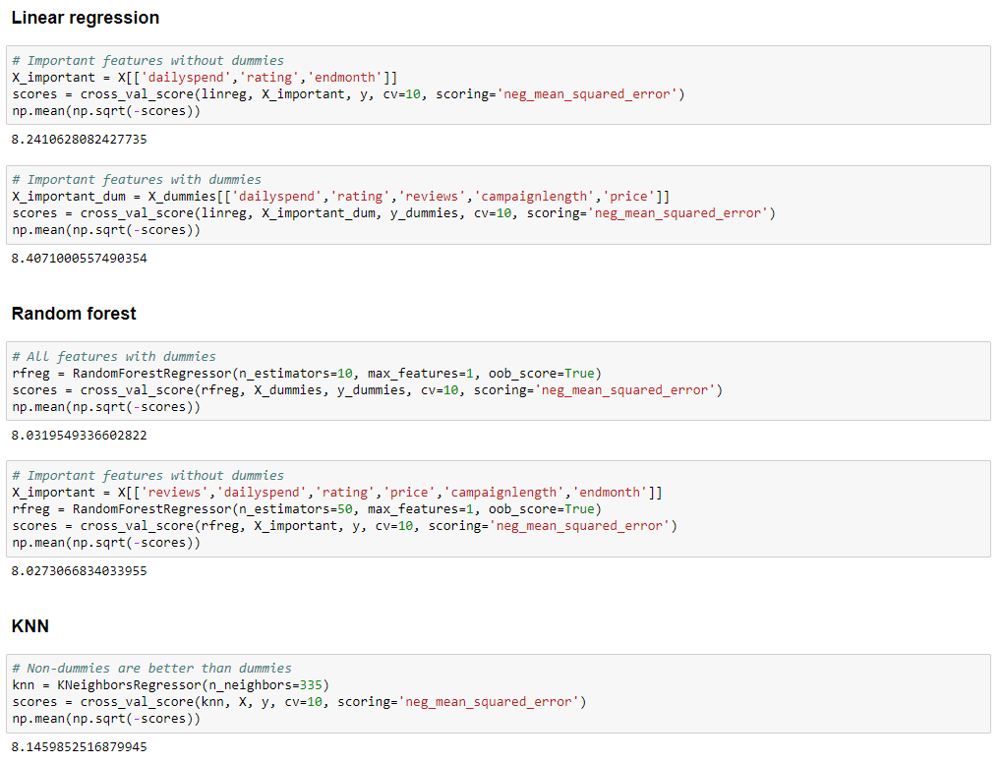 Linear regression
# Important features without dummies
X_important = X[['dailyspend','rating','endmonth']]
scores = cross_val_score(linreg, X_important, y, cv=10, scoring='neg_mean_squared_error')
np.mean(np.sqrt(-scores))
8.2410628082427735
# Important features with dummies
X_important_dum = X_dummies[['dailyspend','rating','reviews','campaignlength','price']]
scores = cross_val_score(linreg, X_important_dum, y_dummies, cv=10, scoring='neg_mean_squared_error')
np.mean(np.sqrt(-scores))
8.4071000557490354
Random forest
# All features with dummies
rfreg = RandomForestRegressor(n_estimators=10, max_features=1, oob_score=True)
scores = cross_val_score(rfreg, X_dummies, y_dummies, cv=10, scoring='neg_mean_squared_error')
np.mean(np.sqrt(-scores))
8.0319549336602822
# Important features without dummies
X_important = X[['reviews','dailyspend','rating','price','campaignlength','endmonth']]
rfreg = RandomForestRegressor(n_estimators=50, max_features=1, oob_score=True)
scores = cross_val_score(rfreg, X_important, y, cv=10, scoring='neg_mean_squared_error')
np.mean(np.sqrt(-scores))
8.0273066834033955
KNN
# Non-dummies are better than dummies
knn = KNeighborsRegressor(n_neighbors=335)
scores = cross_val_score(knn, X, y, cv=10, scoring='neg_mean_squared_error')
np.mean(np.sqrt(-scores))
8.1459852516879945